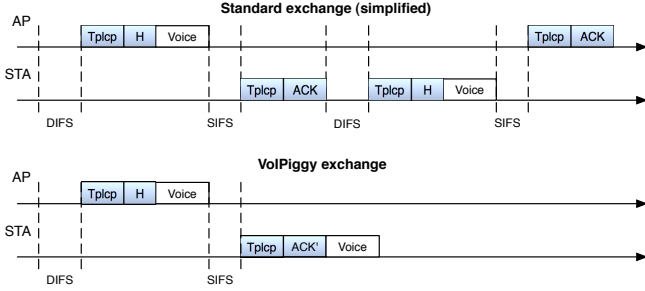 Standard exchange (simplified)
AP
Tplcp H Voice Tplcp ACK
STA
Tplcp ACK Tplcp H Voice
DIFS SIFS DIFS SIFS
VoIPiggy exchange
AP
Tplcp H Voice
STA
Tplcp ACK' Voice
DIFS SIFS